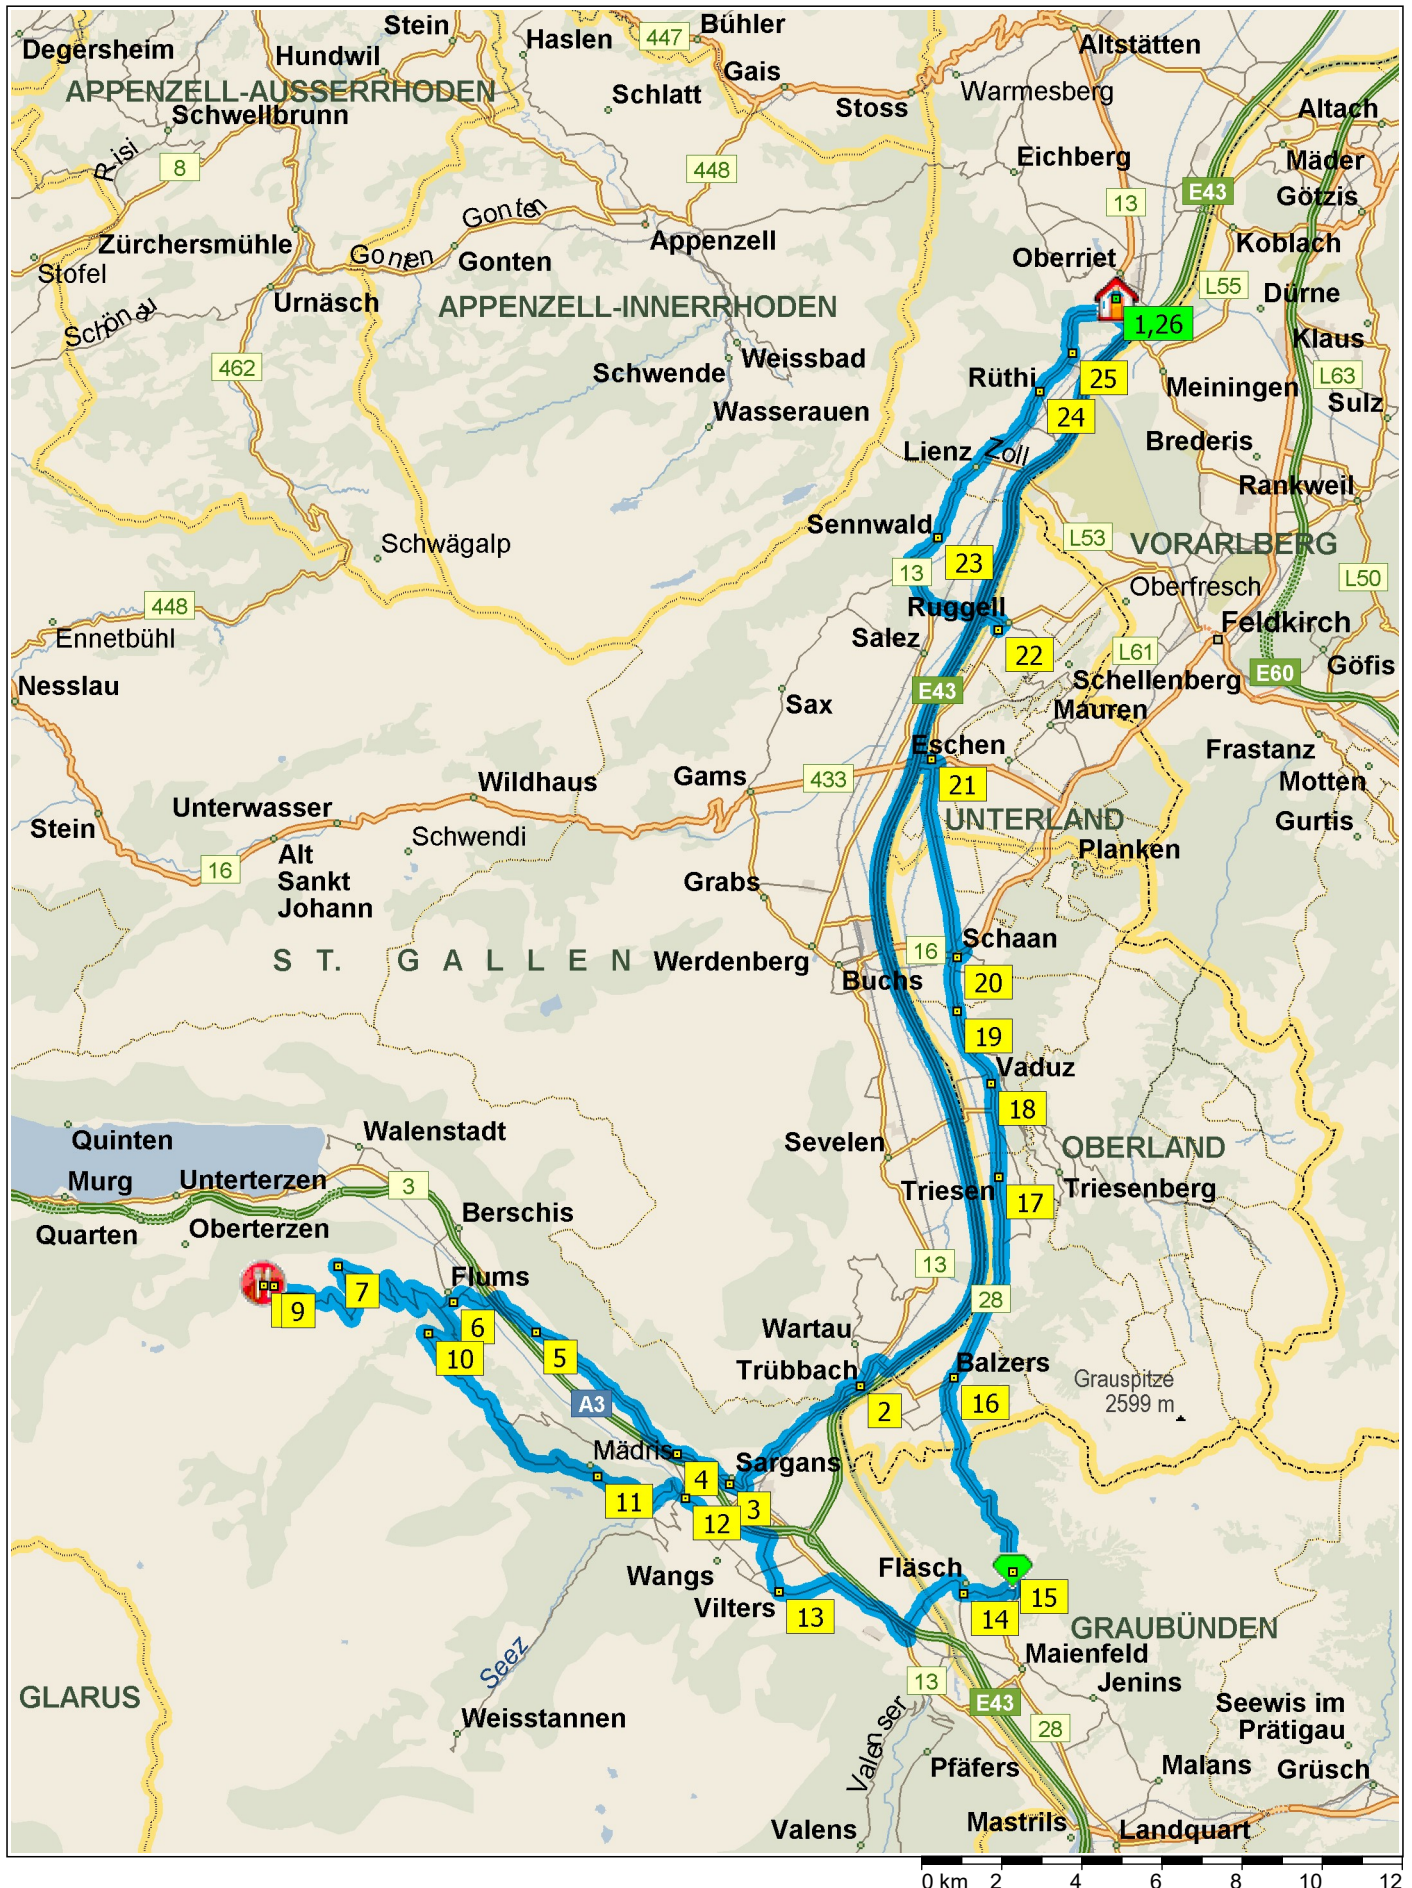 Stein
Bühler
Degersheim
Hundwil
Haslen
447
Altstätten
Gais
APPENZELL-AUSSERRHODEN
Schlatt
Stoss
Warmesberg
Altach
Schwellbrunn
R-isi
8
448
Eichberg
Mäder
E43
Götzis
13
Gonten
Zürchersmühle
Gonten
Gonten
Appenzell
Koblach
Oberriet
Stofel
Urnäsch
APPENZELL-INNERRHODEN
L55
Dürne
1,26
Klaus
Schönau
462
Schwende
Weissbad
Rüthi
25
Meiningen
L63
Sulz
Wasserauen
24
Brederis
Lienz
Zoll
Rankweil
Sennwald
Schwägalp
L53
VORARLBERG
23
13
L50
Oberfresch
448
Ruggell
Feldkirch
Ennetbühl
Salez
22
L61
Göfis
E60
Nesslau
E43
Schellenberg
Sax
Mauren
Eschen
Frastanz
Wildhaus
Gams
433
21
Motten
Unterwasser
UNTERLAND
Gurtis
Stein
Schwendi
Planken
Alt
Sankt
Johann
16
Grabs
16
Schaan
ST. GALLEN
Werdenberg
Buchs
20
19
Vaduz
18
Quinten
Walenstadt
Sevelen
OBERLAND
Murg
Unterterzen
3
Triesen
17
Triesenberg
Quarten
Oberterzen
Berschis
13
Flums
7
9
28
6
Wartau
5
10
Trübbach
Balzers
Grauspitze
2599 m
A3
2
16
Mädris
Sargans
4
11
3
12
Fläsch
Wangs
15
Vilters
13
14
GRAUBÜNDEN
Seez
Maienfeld
13
Jenins
GLARUS
E43
Seewis im
Prätigau
Weisstannen
28
Valenser
Pfäfers
Malans
Grüsch
Mastrils
Valens
Landquart
0 km 2 4 6 8 10 12